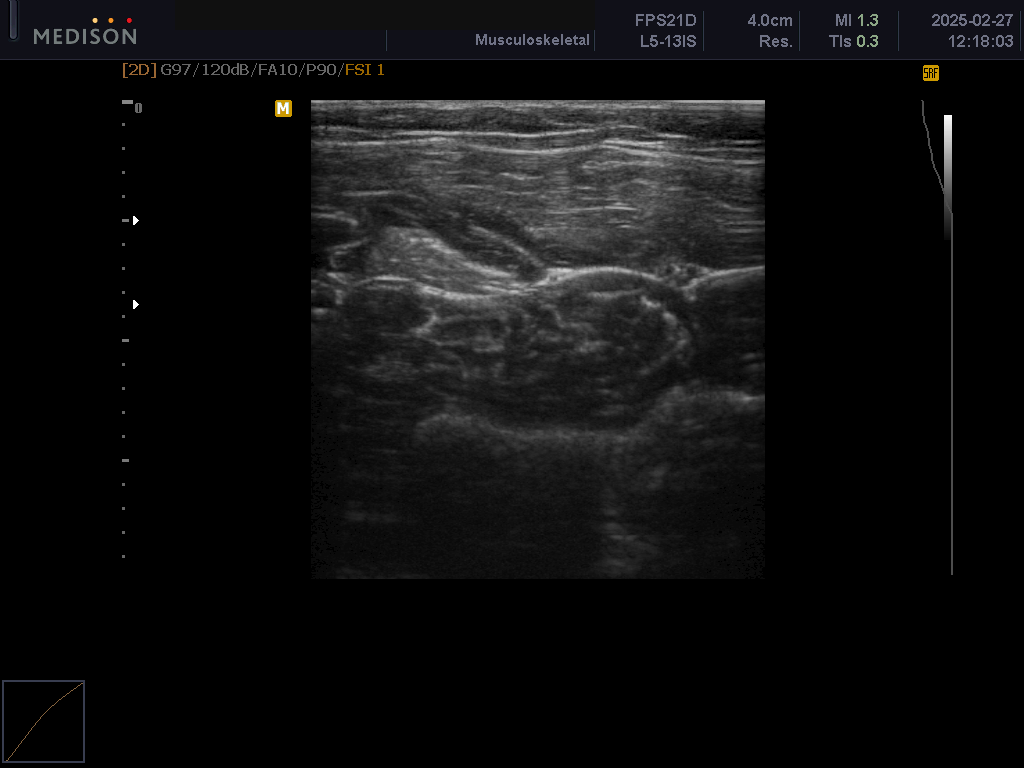 MEDISON
Musculoskeletal
FPS21D
L5-13IS
4.0cm
Res.
MI 1.3
TIs 0.3
2025-02-27
12:18:03
[2D] G97/120dB/FA10/P90/FSI 1
SRF
0
M